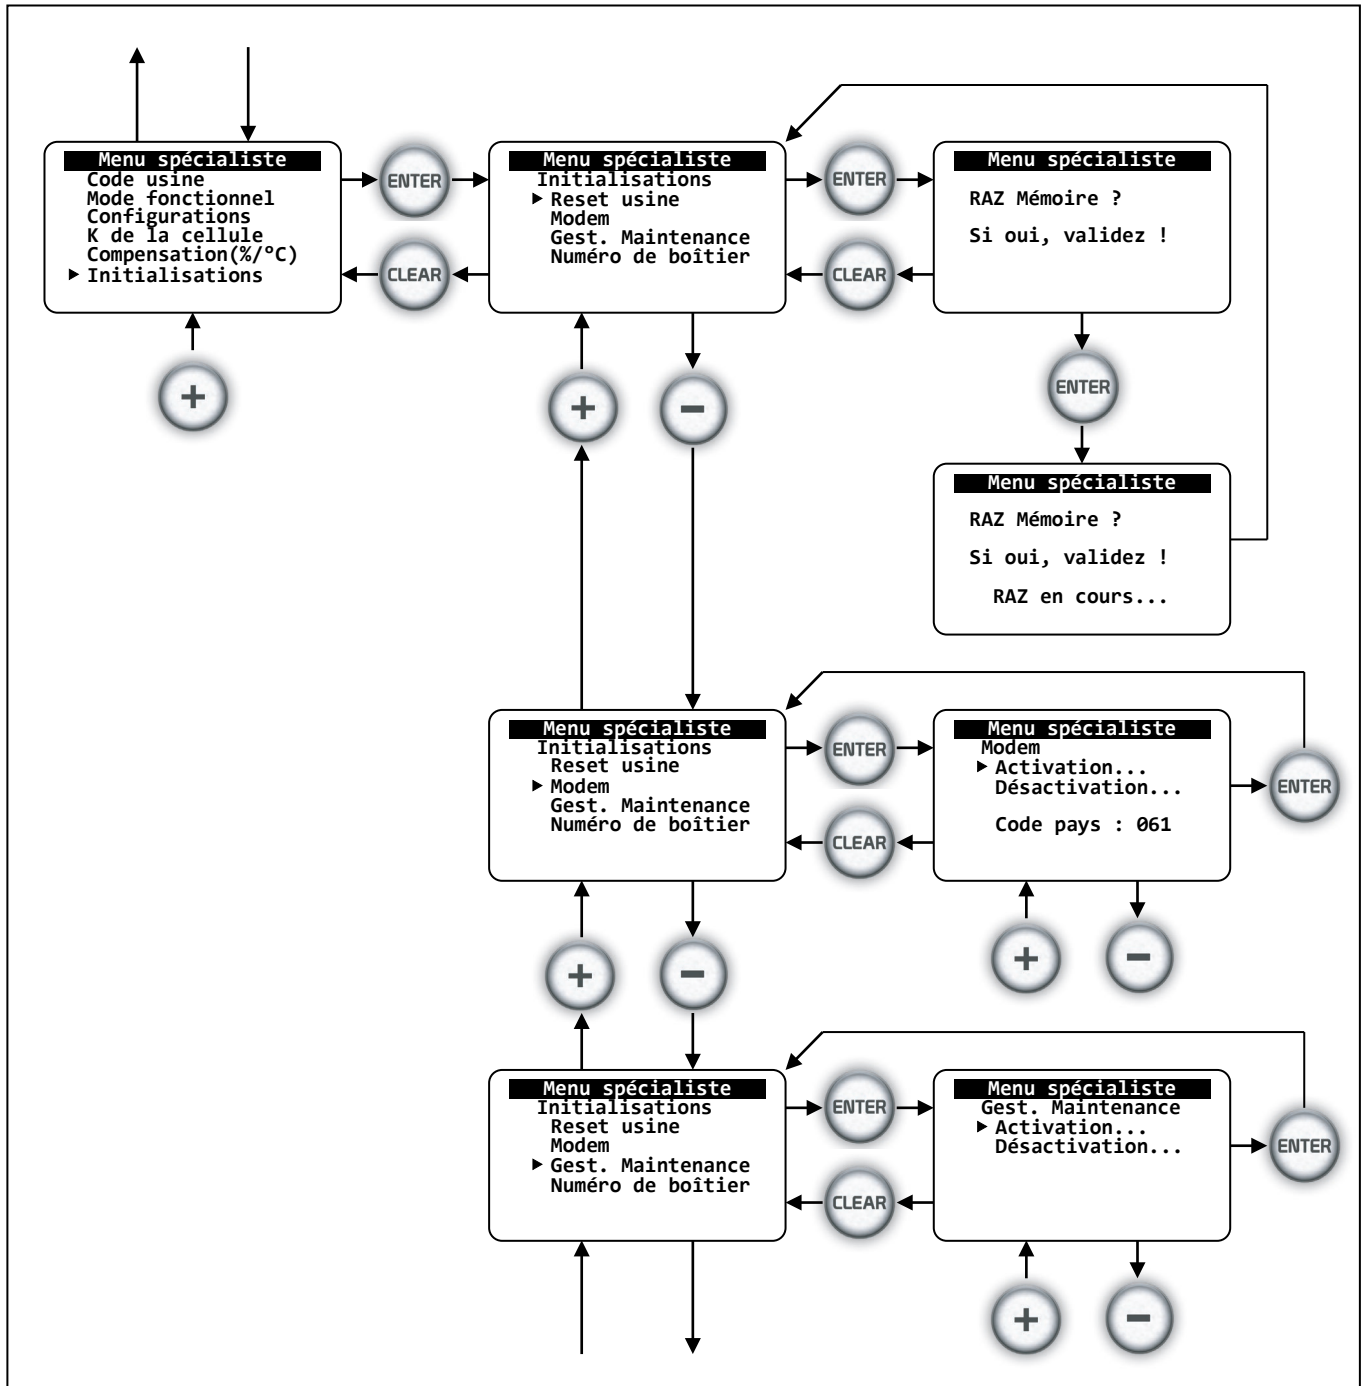 Menu spécialiste
Code usine
Mode fonctionnel
Configurations
K de la cellule
Compensation(%/°C)
Initialisations
ENTER
CLEAR
+
Menu spécialiste
Initialisations
Reset usine
Modem
Gest. Maintenance
Numéro de boîtier
ENTER
CLEAR
+
-
Menu spécialiste
RAZ Mémoire ?
Si oui, validez !
ENTER
Menu spécialiste
RAZ Mémoire ?
Si oui, validez !
RAZ en cours...
Menu spécialiste
Initialisations
Reset usine
Modem
Gest. Maintenance
Numéro de boîtier
ENTER
CLEAR
+
-
Menu spécialiste
Modem
Activation...
Désactivation...
Code pays : 061
ENTER
+
-
Menu spécialiste
Initialisations
Reset usine
Modem
Gest. Maintenance
Numéro de boîtier
ENTER
CLEAR
Menu spécialiste
Gest. Maintenance
Activation...
Désactivation...
ENTER
+
-